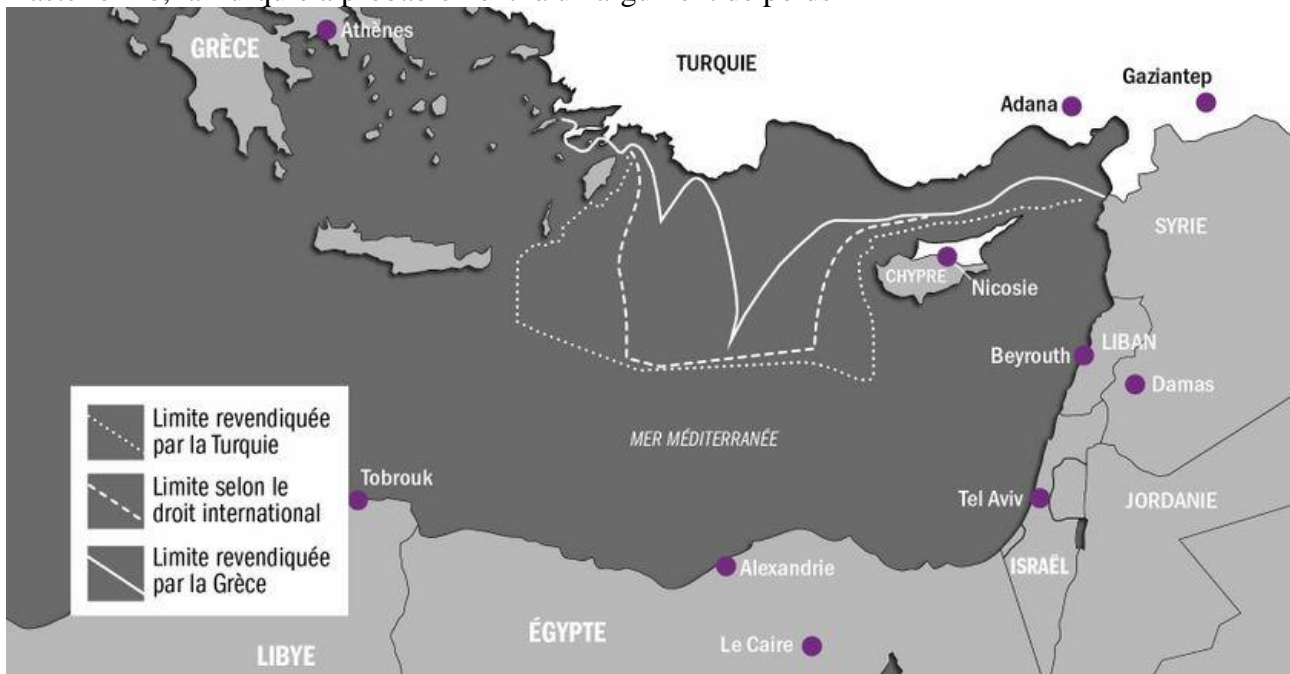 Athènes
GRÈCE
TURQUIE
Gaziantep
Adana
SYRIE
CHYPRE
Nicosie
Beyrouth
LIBAN
Damas
MER MÉDITERRANÉE
Limite revendiquée
par la Turquie
Limite selon le
droit international
Limite revendiquée
par la Grèce
Tobrouk
Tel Aviv
JORDANIE
ISRAËL
Alexandrie
ÉGYPTE
Le Caire
LIBYE